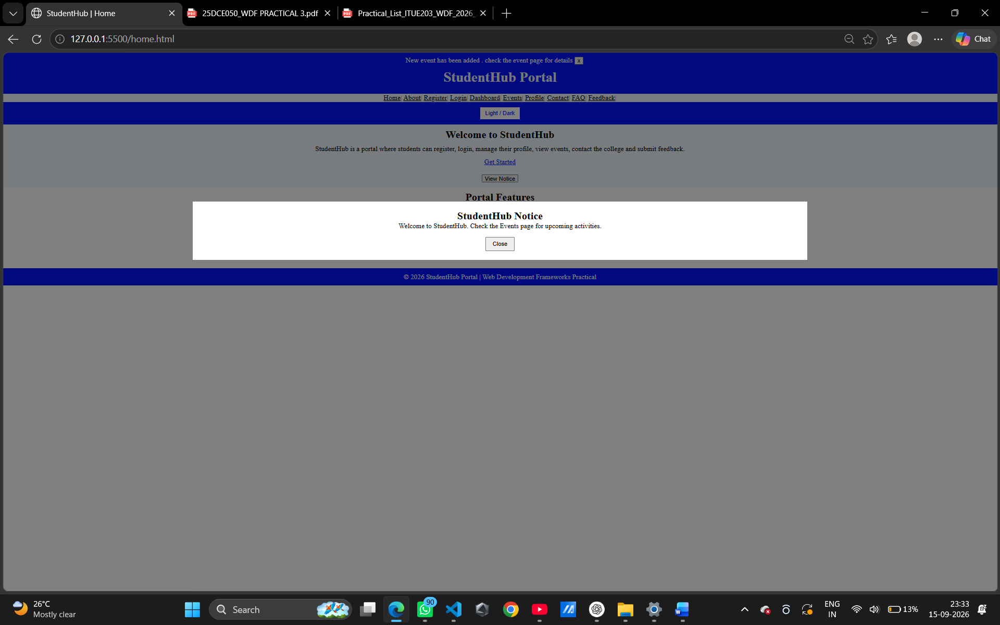 StudentHub | Home
25DCE050_WDF PRACTICAL 3.pdf
Practical_List_ITUE203_WDF_2026_
127.0.0.1:5500/home.html
Chat
New event has been added . check the event page for details x
StudentHub Portal
Home| About| Register| Login| Dashboard| Events| Profile| Contact| FAQ| Feedback|
Light / Dark
Welcome to StudentHub
StudentHub is a portal where students can register, login, manage their profile, view events, contact the college and submit feedback.
Get Started
View Notice
Portal Features
StudentHub Notice
Welcome to StudentHub. Check the Events page for upcoming activities.
Close
© 2026 StudentHub Portal | Web Development Frameworks Practical
26°C
Mostly clear
Search
90
ENG
IN
13%
23:33
15-09-2026